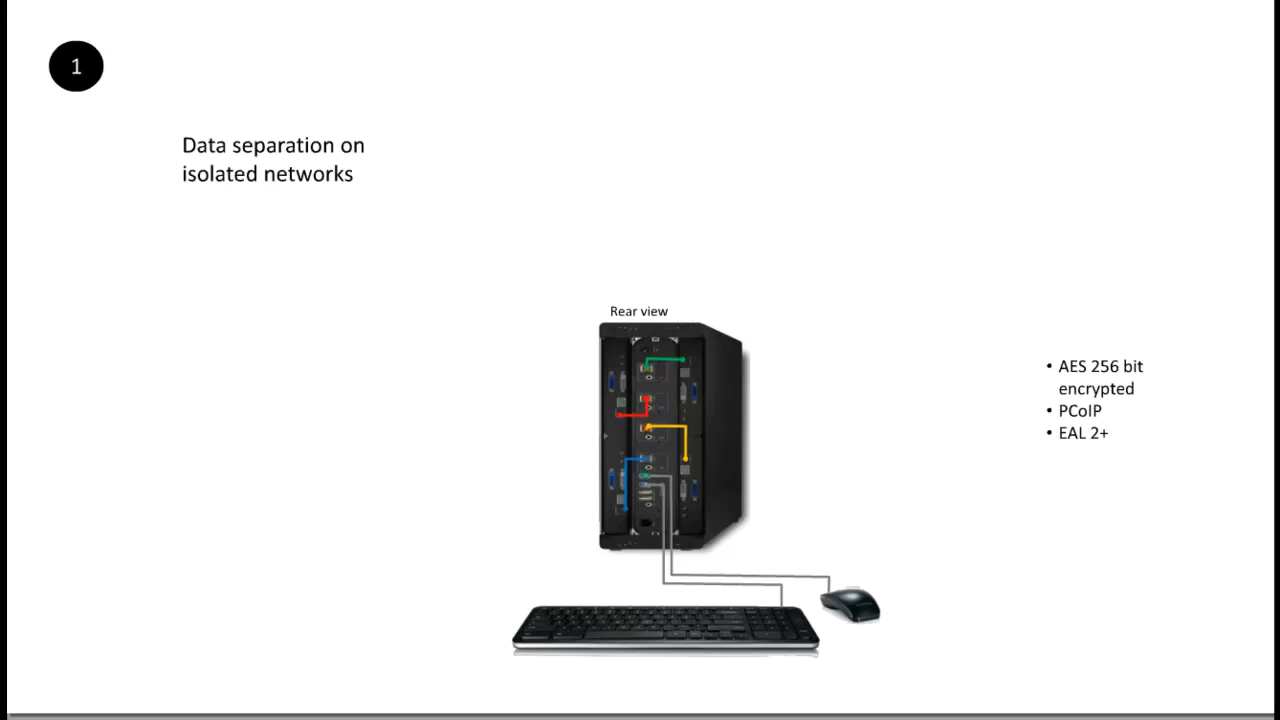 1
Data separation on
isolated networks
Rear view
• AES 256 bit
encrypted
• PCoIP
• EAL 2+